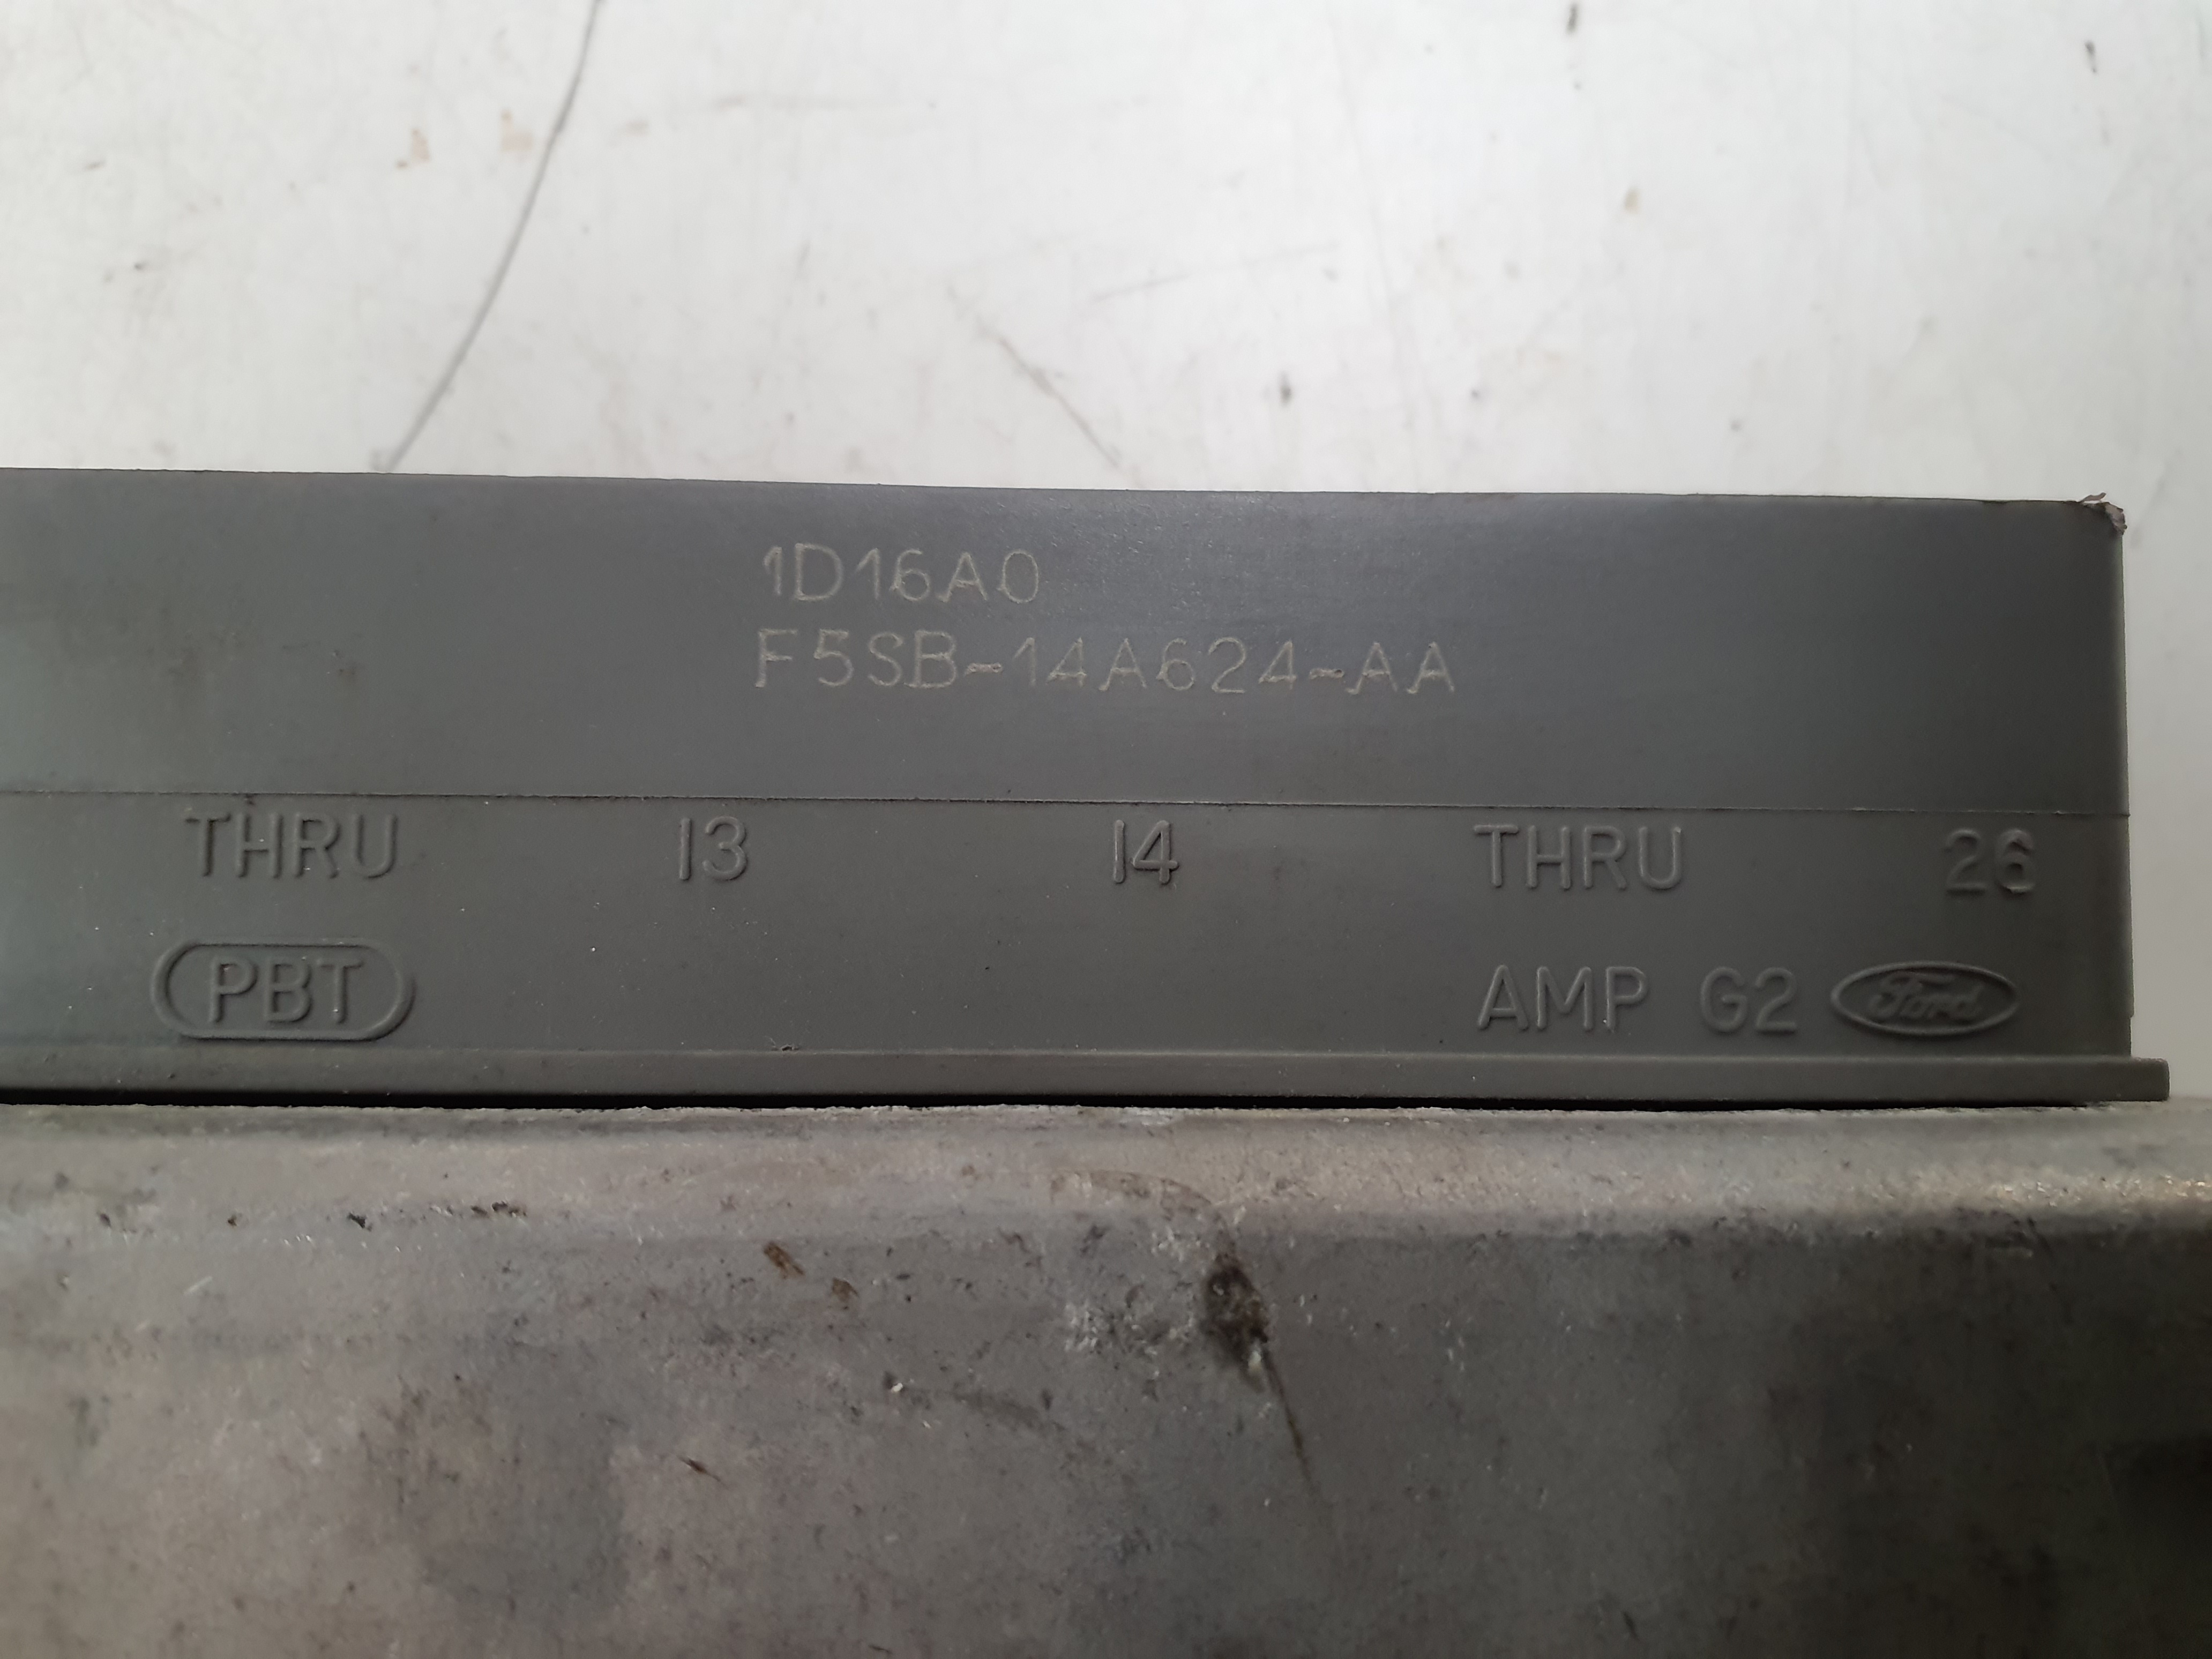 1D16A0
F5SB-14A624-AA
THRU 13 14 THRU 26
PBT AMP G2 Ford